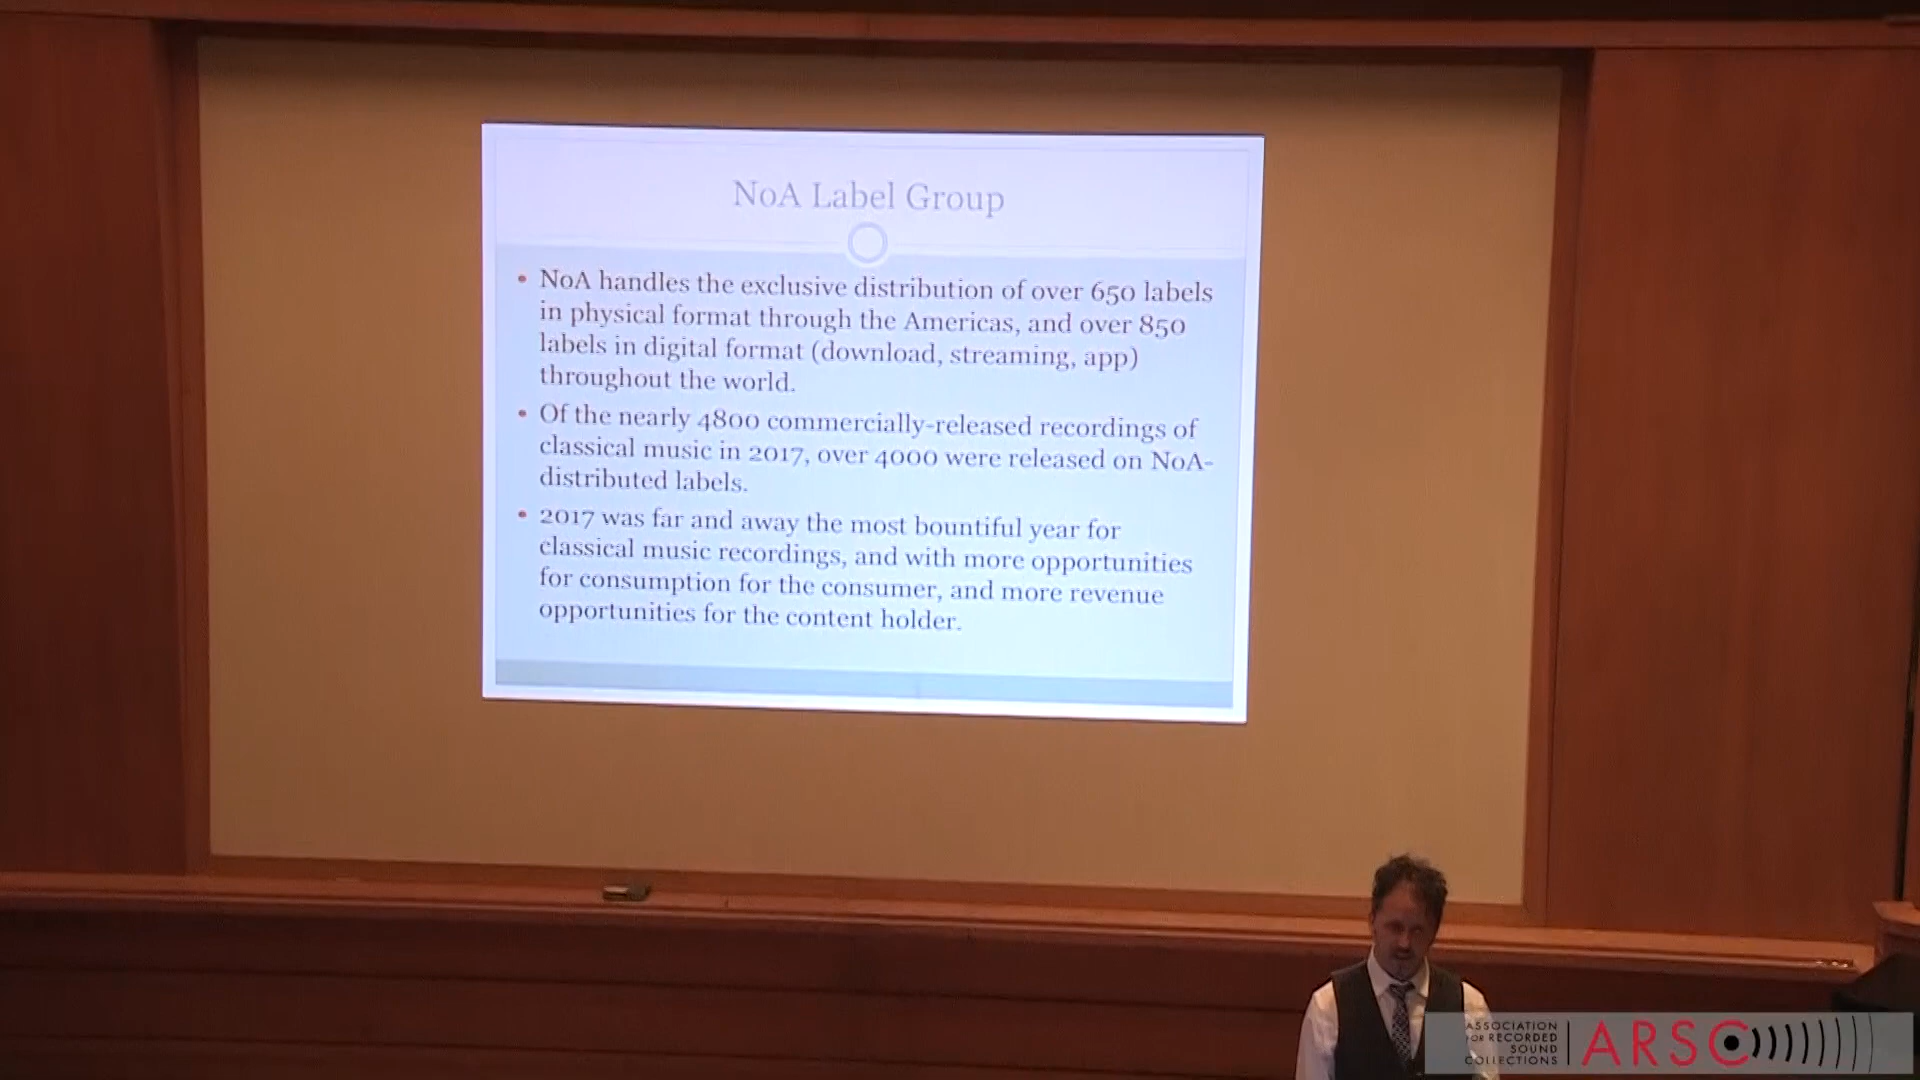 NoA Label Group
• NoA handles the exclusive distribution of over 650 labels
in physical format through the Americas, and over 850
labels in digital format (download, streaming, app)
throughout the world.
• Of the nearly 4800 commercially-released recordings of
classical music in 2017, over 4000 were released on NoA-
distributed labels.
• 2017 was far and away the most bountiful year for
classical music recordings, and with more opportunities
for consumption for the consumer, and more revenue
opportunities for the content holder.
ASSOCIATION
FOR RECORDED
SOUND
COLLECTIONS
ARSC